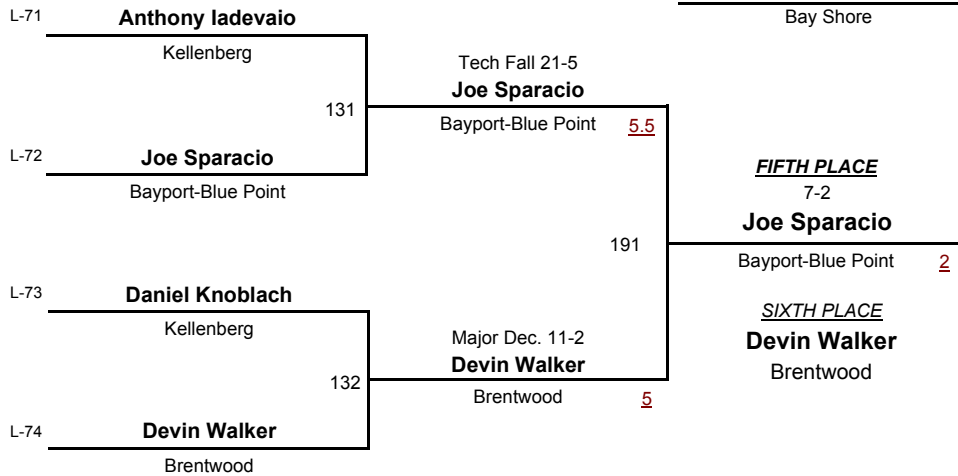 Bay Shore
L-71
Anthony Iadevaio
Kellenberg
Tech Fall 21-5
Joe Sparacio
131
Bayport-Blue Point 5.5
L-72
Joe Sparacio
Bayport-Blue Point
FIFTH PLACE
7-2
Joe Sparacio
191
Bayport-Blue Point 2
L-73
Daniel Knoblach
Kellenberg
SIXTH PLACE
Devin Walker
Brentwood
Major Dec. 11-2
Devin Walker
132
Brentwood 5
L-74
Devin Walker
Brentwood